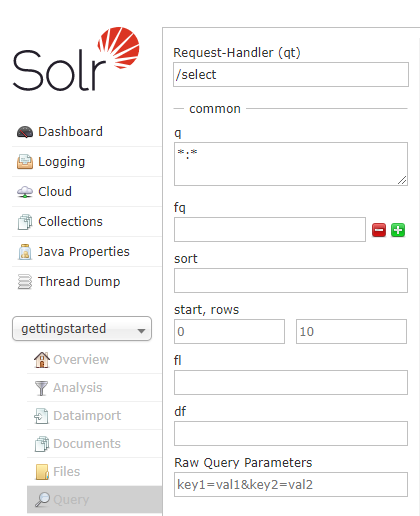 Solr
Dashboard
Logging
Cloud
Collections
Java Properties
Thread Dump
gettingstarted
Overview
Analysis
Dataimport
Documents
Files
Query
Request-Handler (qt)
/select
common
q
*:*
fq
sort
start, rows
0 10
fl
df
Raw Query Parameters
key1=val1&key2=val2